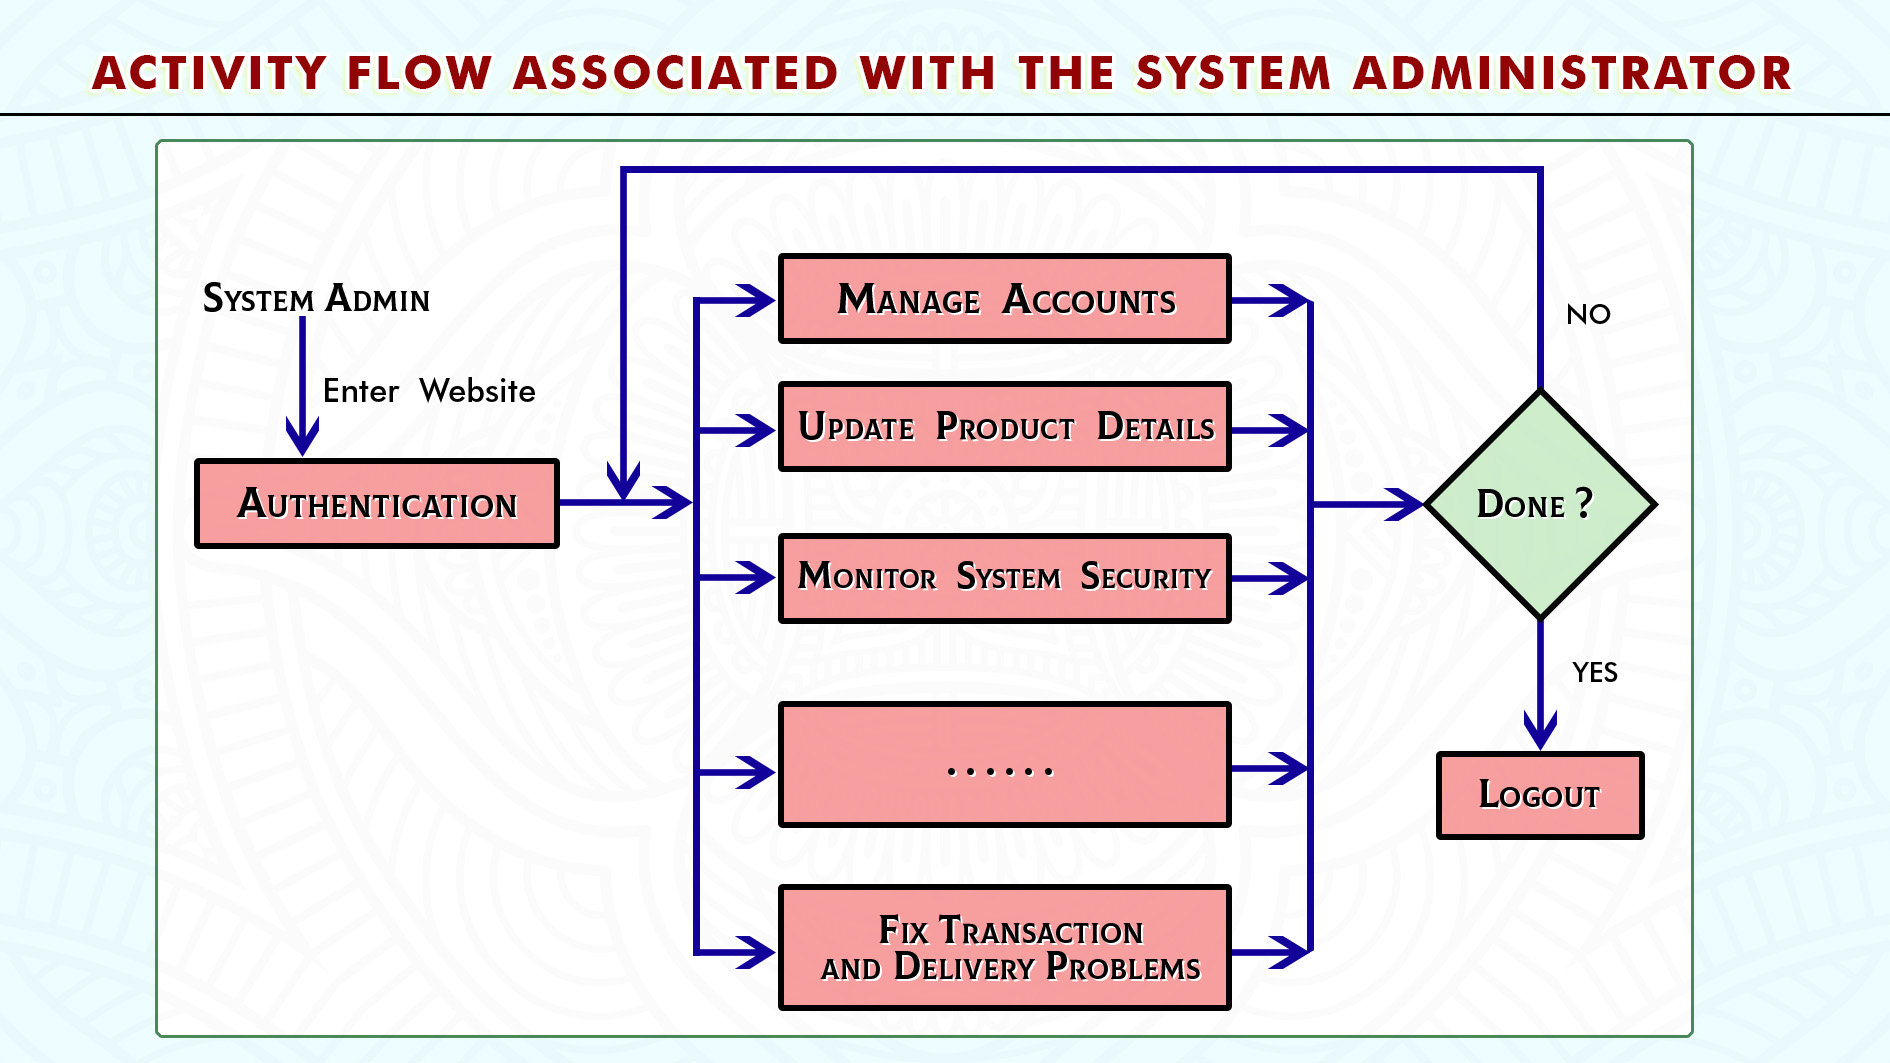 ACTIVITY FLOW ASSOCIATED WITH THE SYSTEM ADMINISTRATOR
System Admin
Enter Website
Authentication
Manage Accounts
Update Product Details
Monitor System Security
......
Fix Transaction
and Delivery Problems
NO
Done ?
YES
Logout